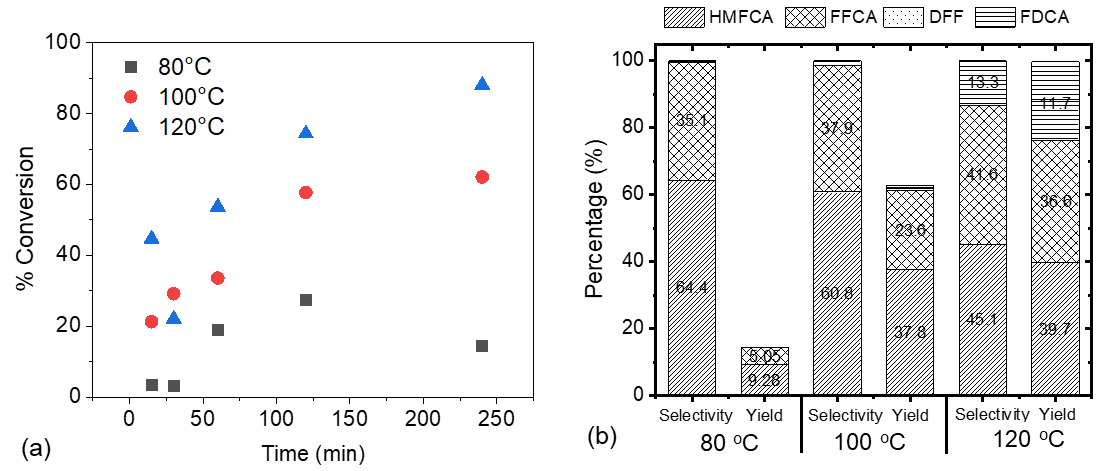 100
80
60
40
20
0
% Conversion
80°C
100°C
120°C
0
50
100
150
200
250
Time (min)
(a)
HMFCA FFCA DFF FDCA
100
80
60
40
20
0
Percentage (%)
35.1
64.4
5.05
9.28
37.9
60.8
23.6
37.8
13.3
41.6
45.1
11.7
36.6
39.7
Selectivity Yield Selectivity Yield Selectivity Yield
80 °C 100 °C 120 °C
(b)